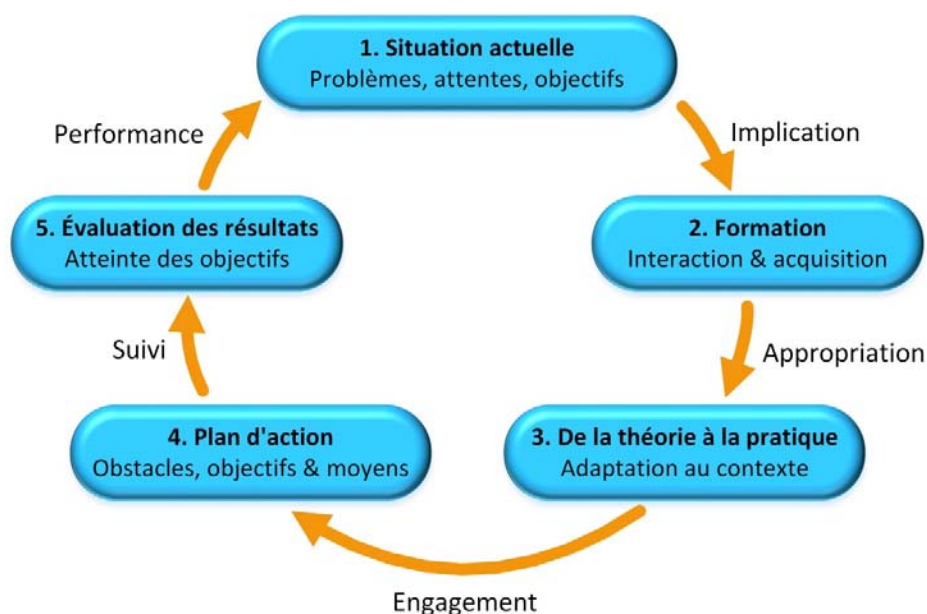 1. Situation actuelle
Problèmes, attentes, objectifs
Implication
2. Formation
Interaction & acquisition
Appropriation
3. De la théorie à la pratique
Adaptation au contexte
Engagement
4. Plan d'action
Obstacles, objectifs & moyens
Suivi
5. Évaluation des résultats
Atteinte des objectifs
Performance